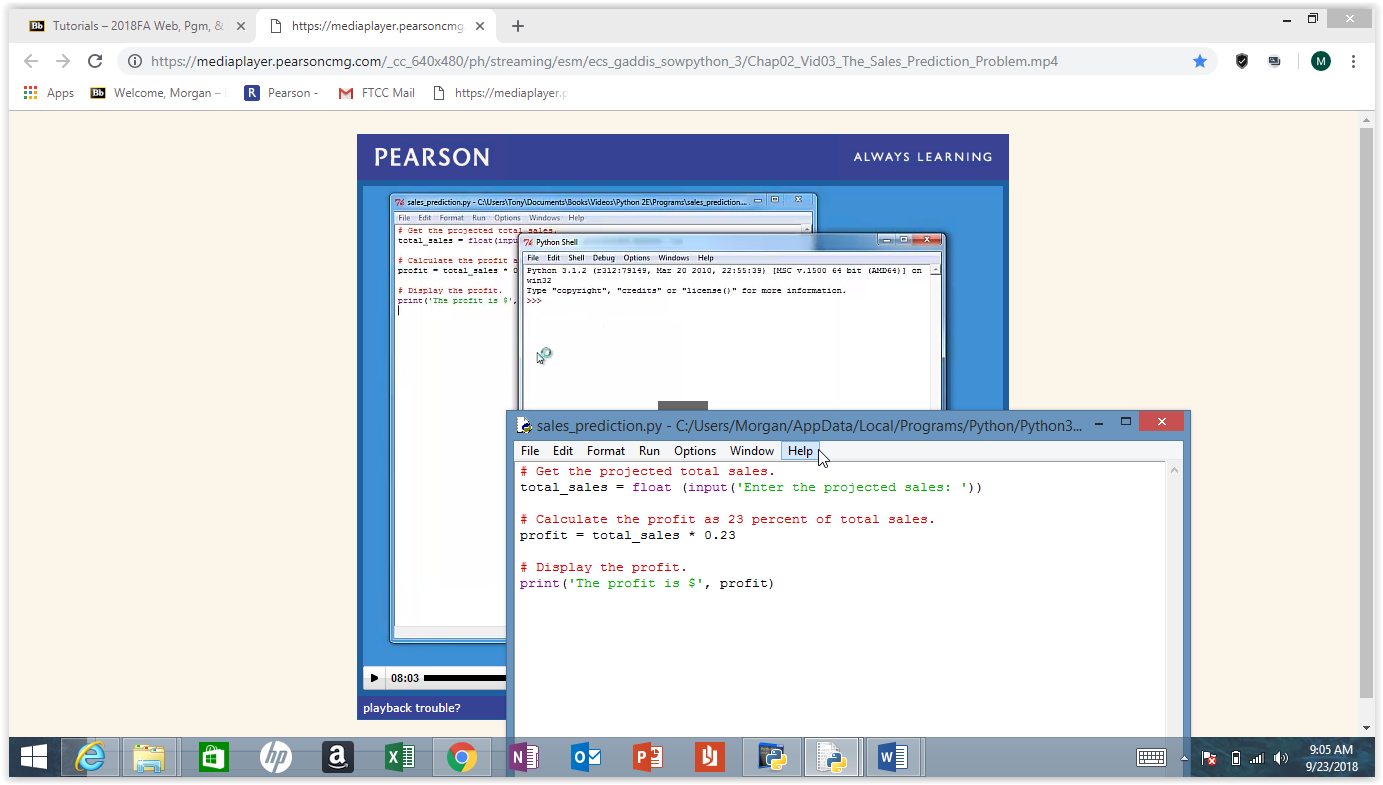 Tutorials – 2018FA Web, Pgm, &
https://mediaplayer.pearsoncmg.
https://mediaplayer.pearsoncmg.com/_cc_640x480/ph/streaming/esm/ecs_gaddis_sowpython_3/Chap02_Vid03_The_Sales_Prediction_Problem.mp4
M
Apps Bb Welcome, Morgan – R Pearson - FTCC Mail https://mediaplayer.p
PEARSON ALWAYS LEARNING
sales_prediction.py - C:\Users\Tony\Documents\Books\Videos\Python 2E\Programs\sales_prediction....
File Edit Format Run Options Windows Help
# Get the projected total sales.
total_sales = float(inpu
# Calculate the profit a
profit = total_sales * 0
# Display the profit.
print('The profit is $',
Python Shell
File Edit Shell Debug Options Windows Help
Python 3.1.2 (r312:79149, Mar 20 2010, 22:55:39) [MSC v.1500 64 bit (AMD64)] on
win32
Type "copyright", "credits" or "license()" for more information.
>>>
sales_prediction.py - C:/Users/Morgan/AppData/Local/Programs/Python/Python3...
File Edit Format Run Options Window Help
# Get the projected total sales.
total_sales = float (input('Enter the projected sales: '))
# Calculate the profit as 23 percent of total sales.
profit = total_sales * 0.23
# Display the profit.
print('The profit is $', profit)
08:03
playback trouble?
9:05 AM
9/23/2018